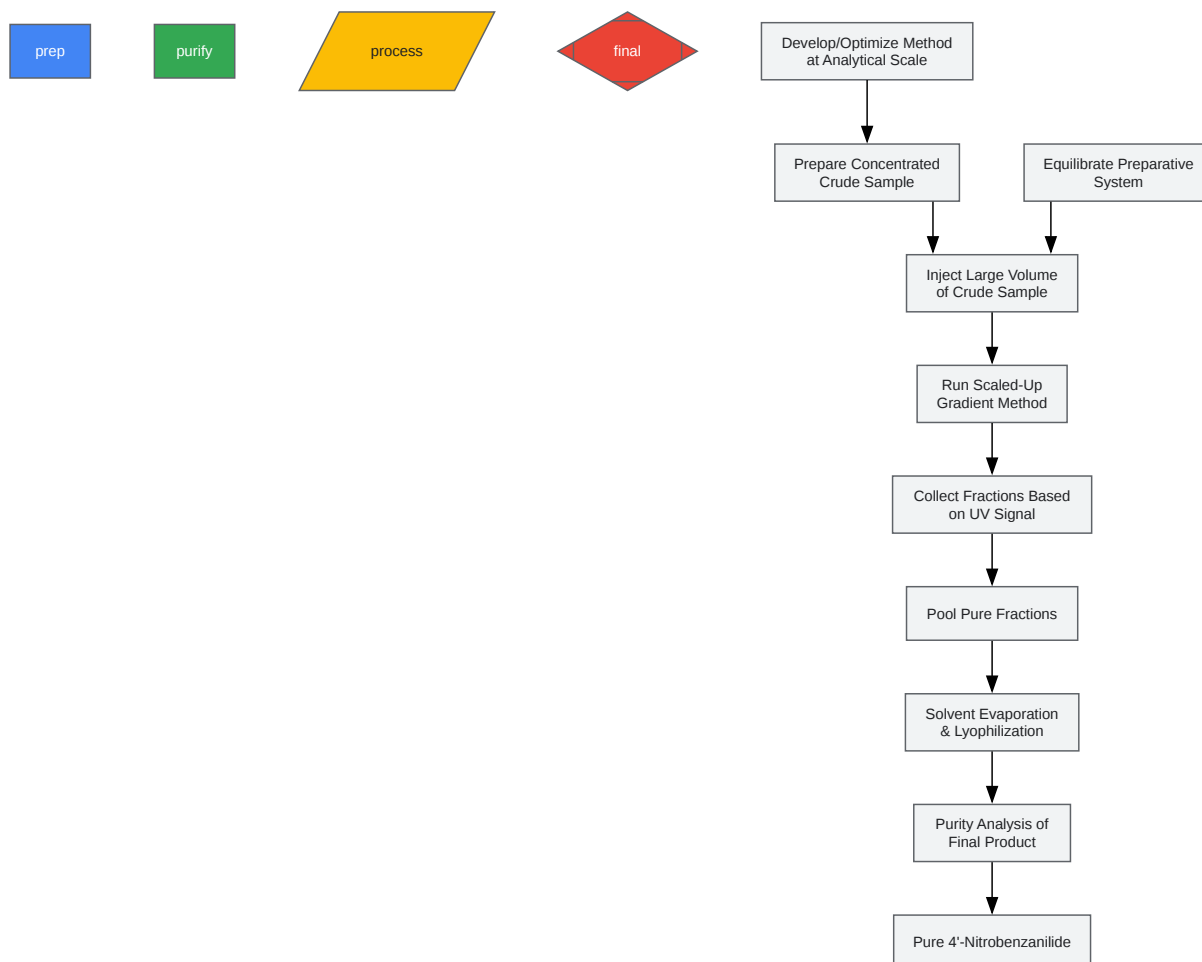 prep
purify
process
final
Develop/Optimize Method
at Analytical Scale
Prepare Concentrated
Crude Sample
Equilibrate Preparative
System
Inject Large Volume
of Crude Sample
Run Scaled-Up
Gradient Method
Collect Fractions Based
on UV Signal
Pool Pure Fractions
Solvent Evaporation
& Lyophilization
Purity Analysis of
Final Product
Pure 4'-Nitrobenzanilide